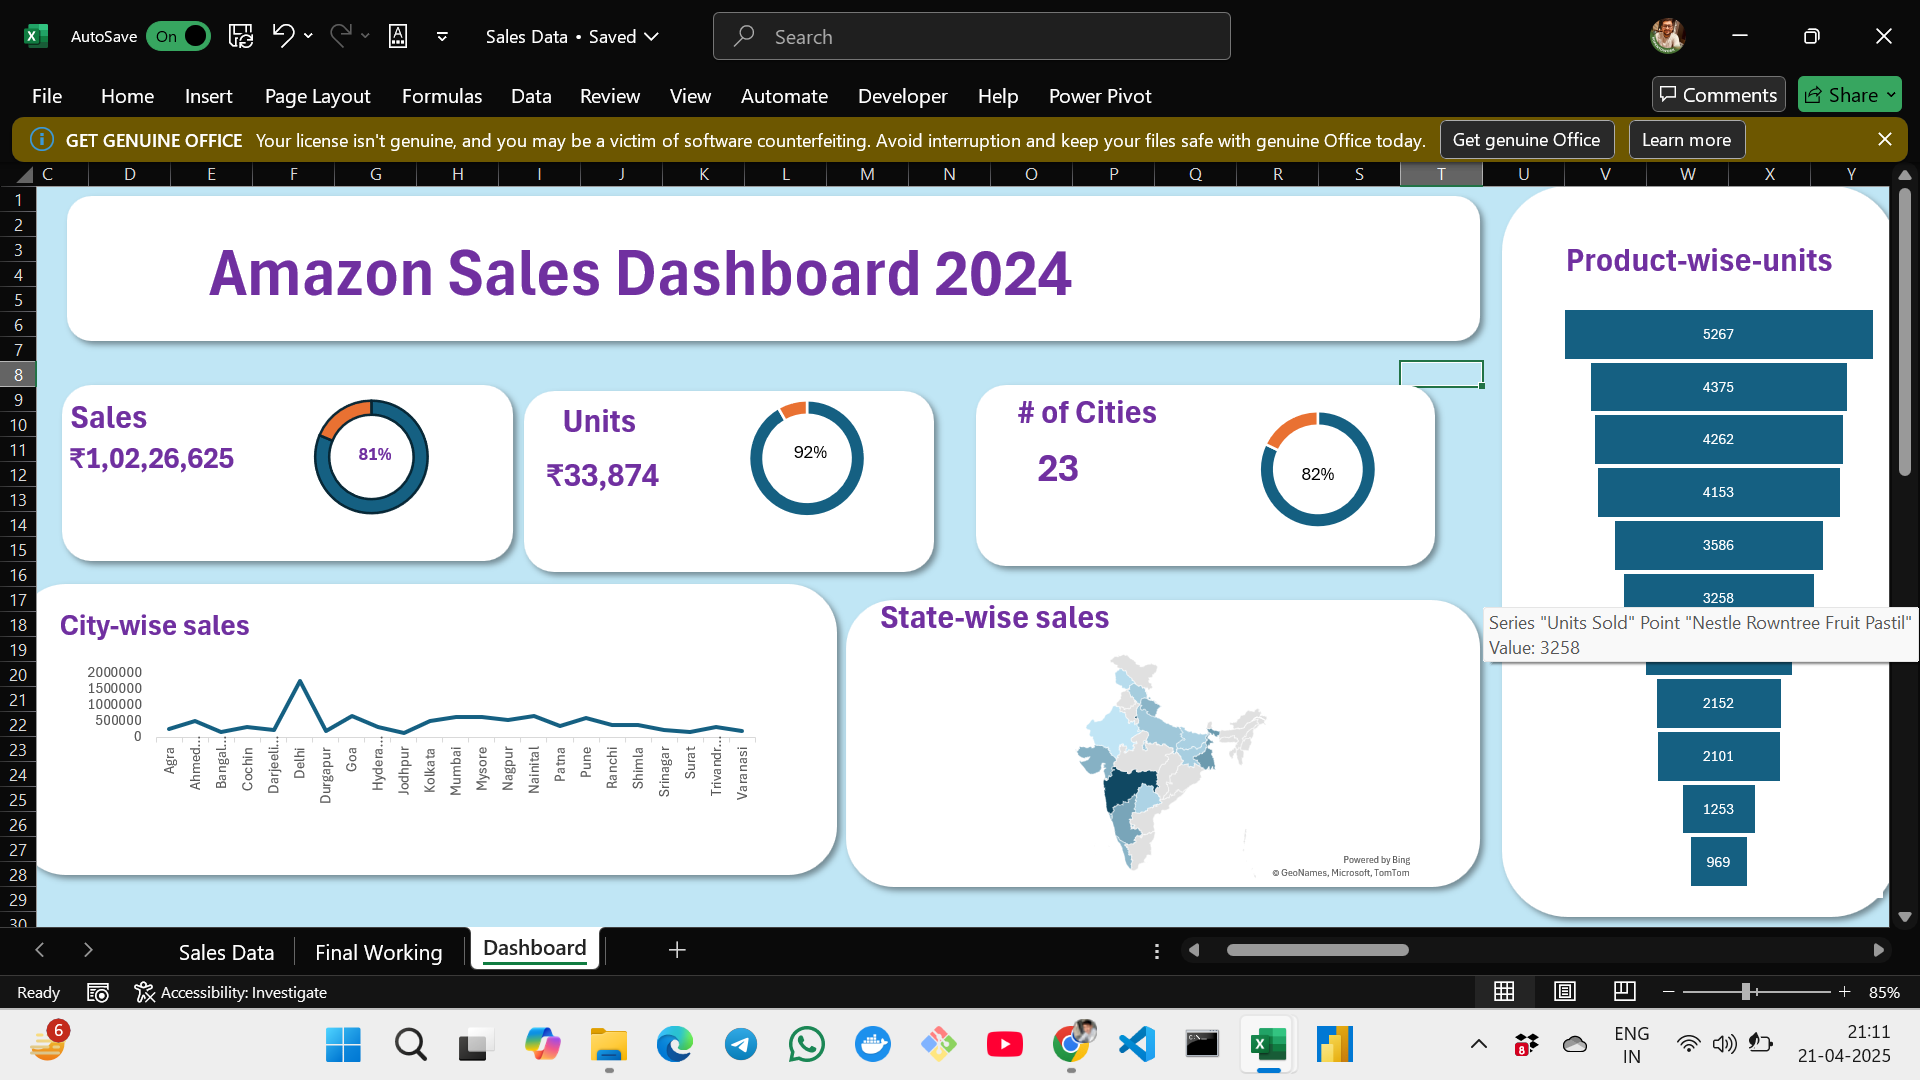 AutoSave On Sales Data • Saved Search
File Home Insert Page Layout Formulas Data Review View Automate Developer Help Power Pivot Comments Share
GET GENUINE OFFICE Your license isn't genuine, and you may be a victim of software counterfeiting. Avoid interruption and keep your files safe with genuine Office today. Get genuine Office Learn more
C D E F G H I J K L M N O P Q R S T U V W X Y
1
2
3
4
5
6
7
8
9
10
11
12
13
14
15
16
17
18
19
20
21
22
23
24
25
26
27
28
29
30
Amazon Sales Dashboard 2024
Sales
₹1,02,26,625
81%
Units
₹33,874
92%
# of Cities
23
82%
City-wise sales
2000000
1500000
1000000
500000
0
Agra
Ahmed...
Bangal...
Cochin
Darjeeli...
Delhi
Durgapur
Goa
Hydera...
Jodhpur
Kolkata
Mumbai
Mysore
Nagpur
Nainital
Patna
Pune
Ranchi
Shimla
Srinagar
Surat
Trivandr...
Varanasi
State-wise sales
Powered by Bing
© GeoNames, Microsoft, TomTom
Product-wise-units
5267
4375
4262
4153
3586
3258
Series "Units Sold" Point "Nestle Rowntree Fruit Pastil"
Value: 3258
2152
2101
1253
969
Sales Data Final Working Dashboard
Ready Accessibility: Investigate 85%
6 8 ENG
IN
21:11
21-04-2025